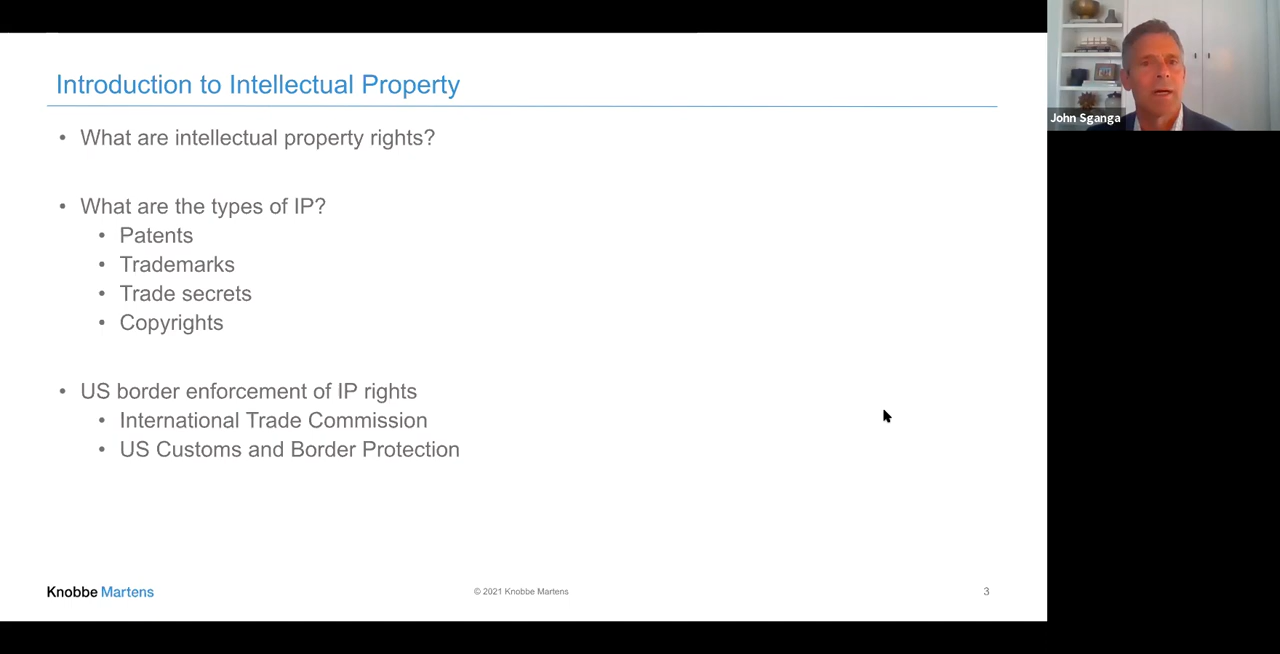 Introduction to Intellectual Property
• What are intellectual property rights?
• What are the types of IP?
• Patents
• Trademarks
• Trade secrets
• Copyrights
• US border enforcement of IP rights
• International Trade Commission
• US Customs and Border Protection
Knobbe Martens
© 2021 Knobbe Martens
3
John Sganga